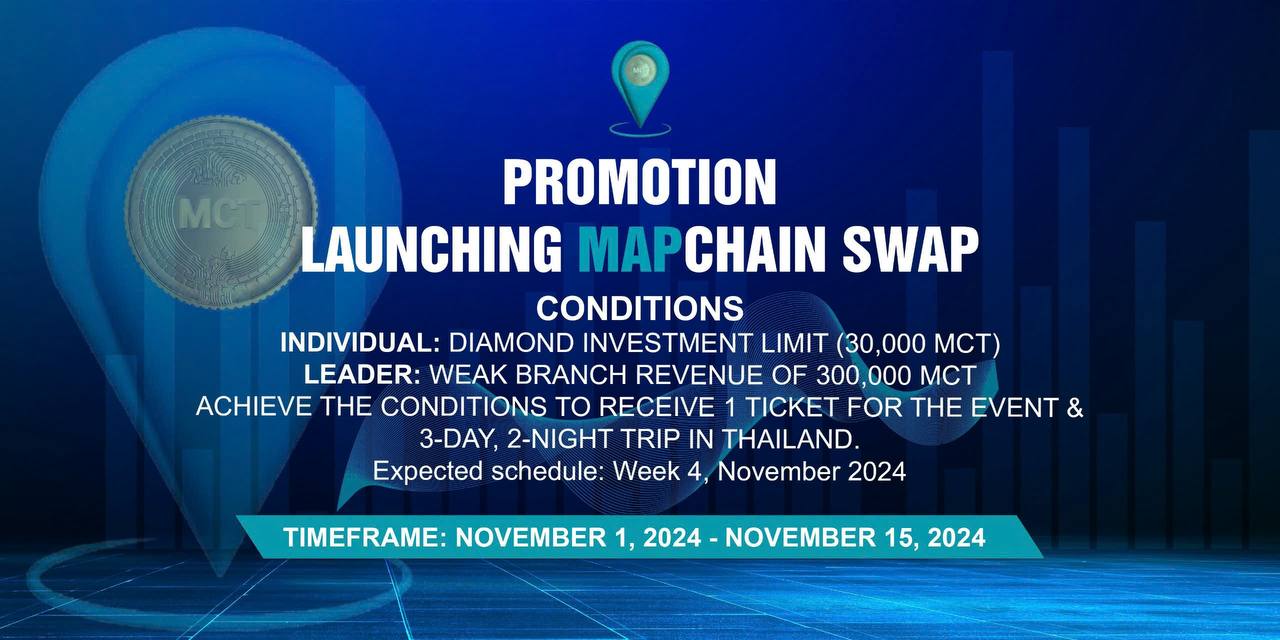 MCT
MCT
PROMOTION
LAUNCHING MAPCHAIN SWAP
CONDITIONS
INDIVIDUAL: DIAMOND INVESTMENT LIMIT (30,000 MCT)
LEADER: WEAK BRANCH REVENUE OF 300,000 MCT
ACHIEVE THE CONDITIONS TO RECEIVE 1 TICKET FOR THE EVENT &
3-DAY, 2-NIGHT TRIP IN THAILAND.
Expected schedule: Week 4, November 2024
TIMEFRAME: NOVEMBER 1, 2024 - NOVEMBER 15, 2024